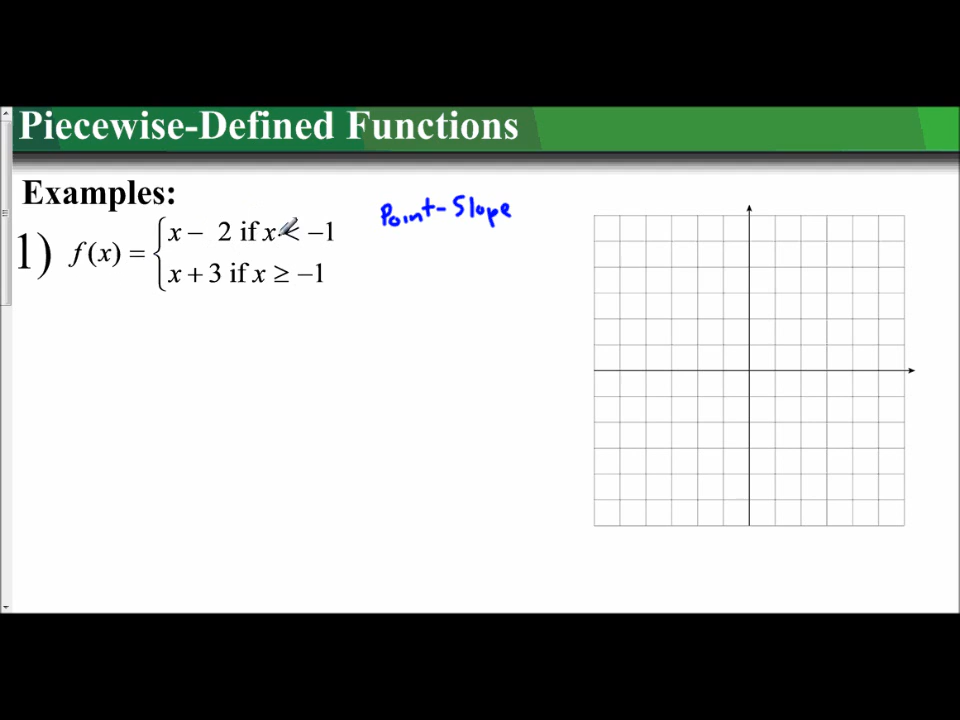 Piecewise-Defined Functions
Examples:
Point-Slope
1) f(x) = { x − 2 if x < −1
x + 3 if x ≥ −1